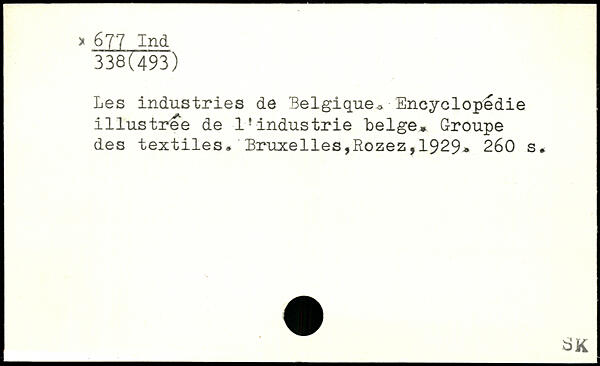 x 677 Ind
338(493)
Les industries de Belgique. Encyclopédie
illustrée de l'industrie belge. Groupe
des textiles. Bruxelles,Rozez,1929. 260 s.
SK